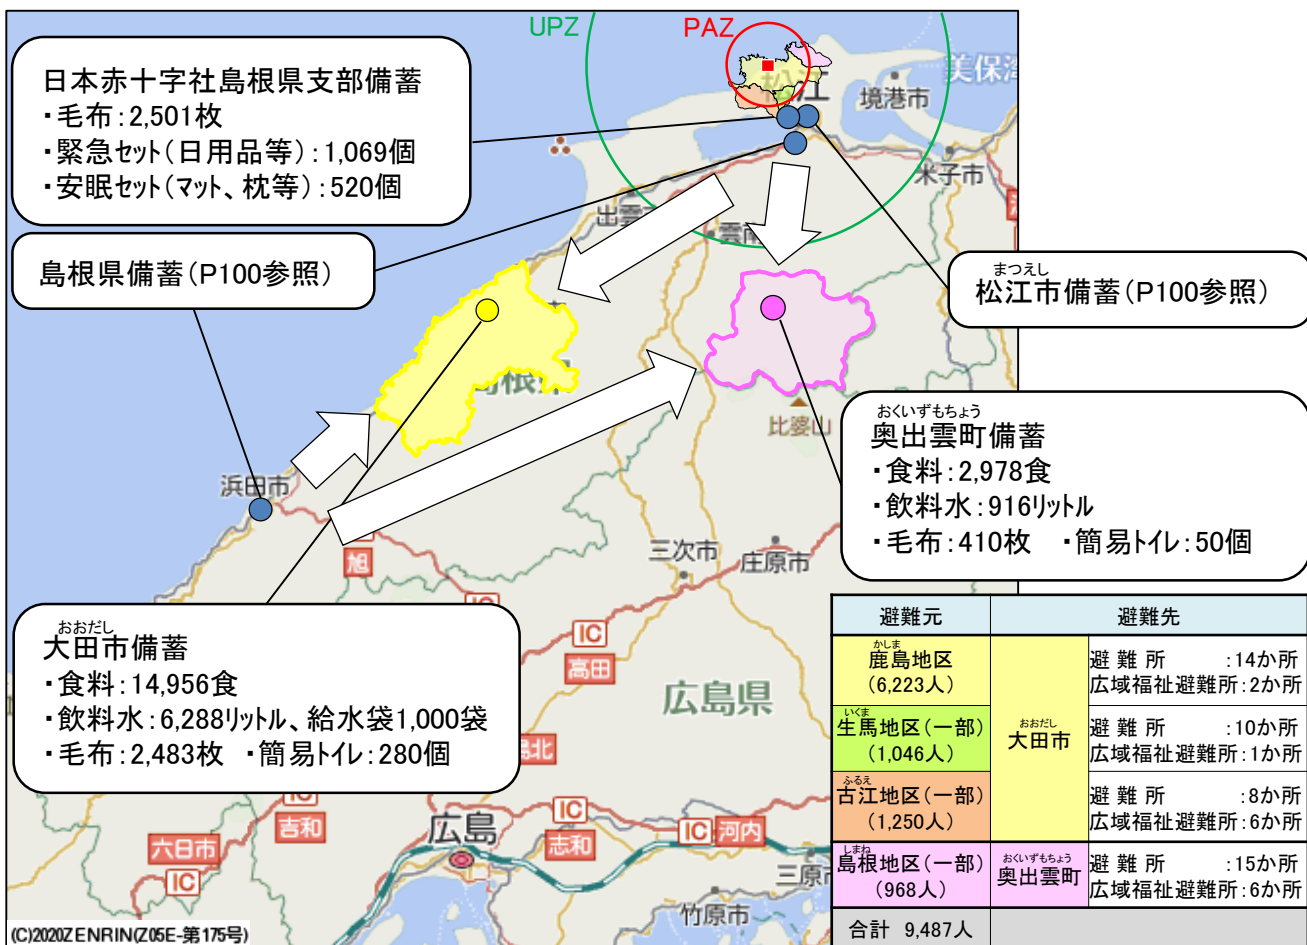 UPZ
PAZ
日本赤十字社島根県支部備蓄
・毛布：2,501枚
・緊急セット（日用品等）：1,069個
・安眠セット（マット、枕等）：520個
松江
境港市
米子市
島根県備蓄（P100参照）
まつえし
松江市備蓄（P100参照）
おくいずもちょう
奥出雲町備蓄
・食料：2,978食
・飲料水：916リットル
・毛布：410枚　・簡易トイレ：50個
比婆山
浜田市
旭
三次市
庄原市
IC
高田
広島県
おおだし
大田市備蓄
・食料：14,956食
・飲料水：6,288リットル、給水袋1,000袋
・毛布：2,483枚　・簡易トイレ：280個
IC
吉和
六日市
IC
広島
IC
志和
IC
河内
竹原市
避難元　避難先
かしま
鹿島地区
(6,223人)
いくま
生馬地区（一部）
(1,046人)
ふるえ
古江地区（一部）
(1,250人)
おおだし
大田市
避難所　：14か所
広域福祉避難所：2か所
避難所　：10か所
広域福祉避難所：1か所
避難所　：8か所
広域福祉避難所：6か所
しまね
島根地区（一部）
(968人)
おくいずもちょう
奥出雲町
避難所　：15か所
広域福祉避難所：6か所
合計　9,487人
(C)2020ZENRIN(Z05E-第175号)